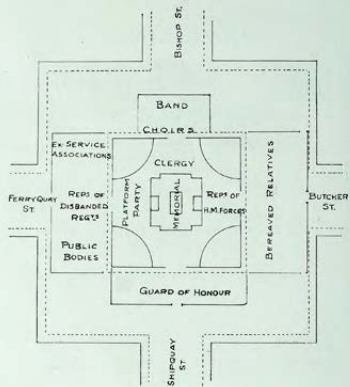 BISHOP ST.
BAND
CHOIRS
EX-SERVICE
ASSOCIATIONS
CLERGY
FERRYQUAY
ST.
REPS OF
DISBANDED
REGTS
PLATFORM
PARTY
MEMORIAL
REPS OF
H.M. FORCES
BEREAVED RELATIVES
BUTCHER
ST.
PUBLIC
BODIES
GUARD OF HONOUR
SHIPQUAY
ST.